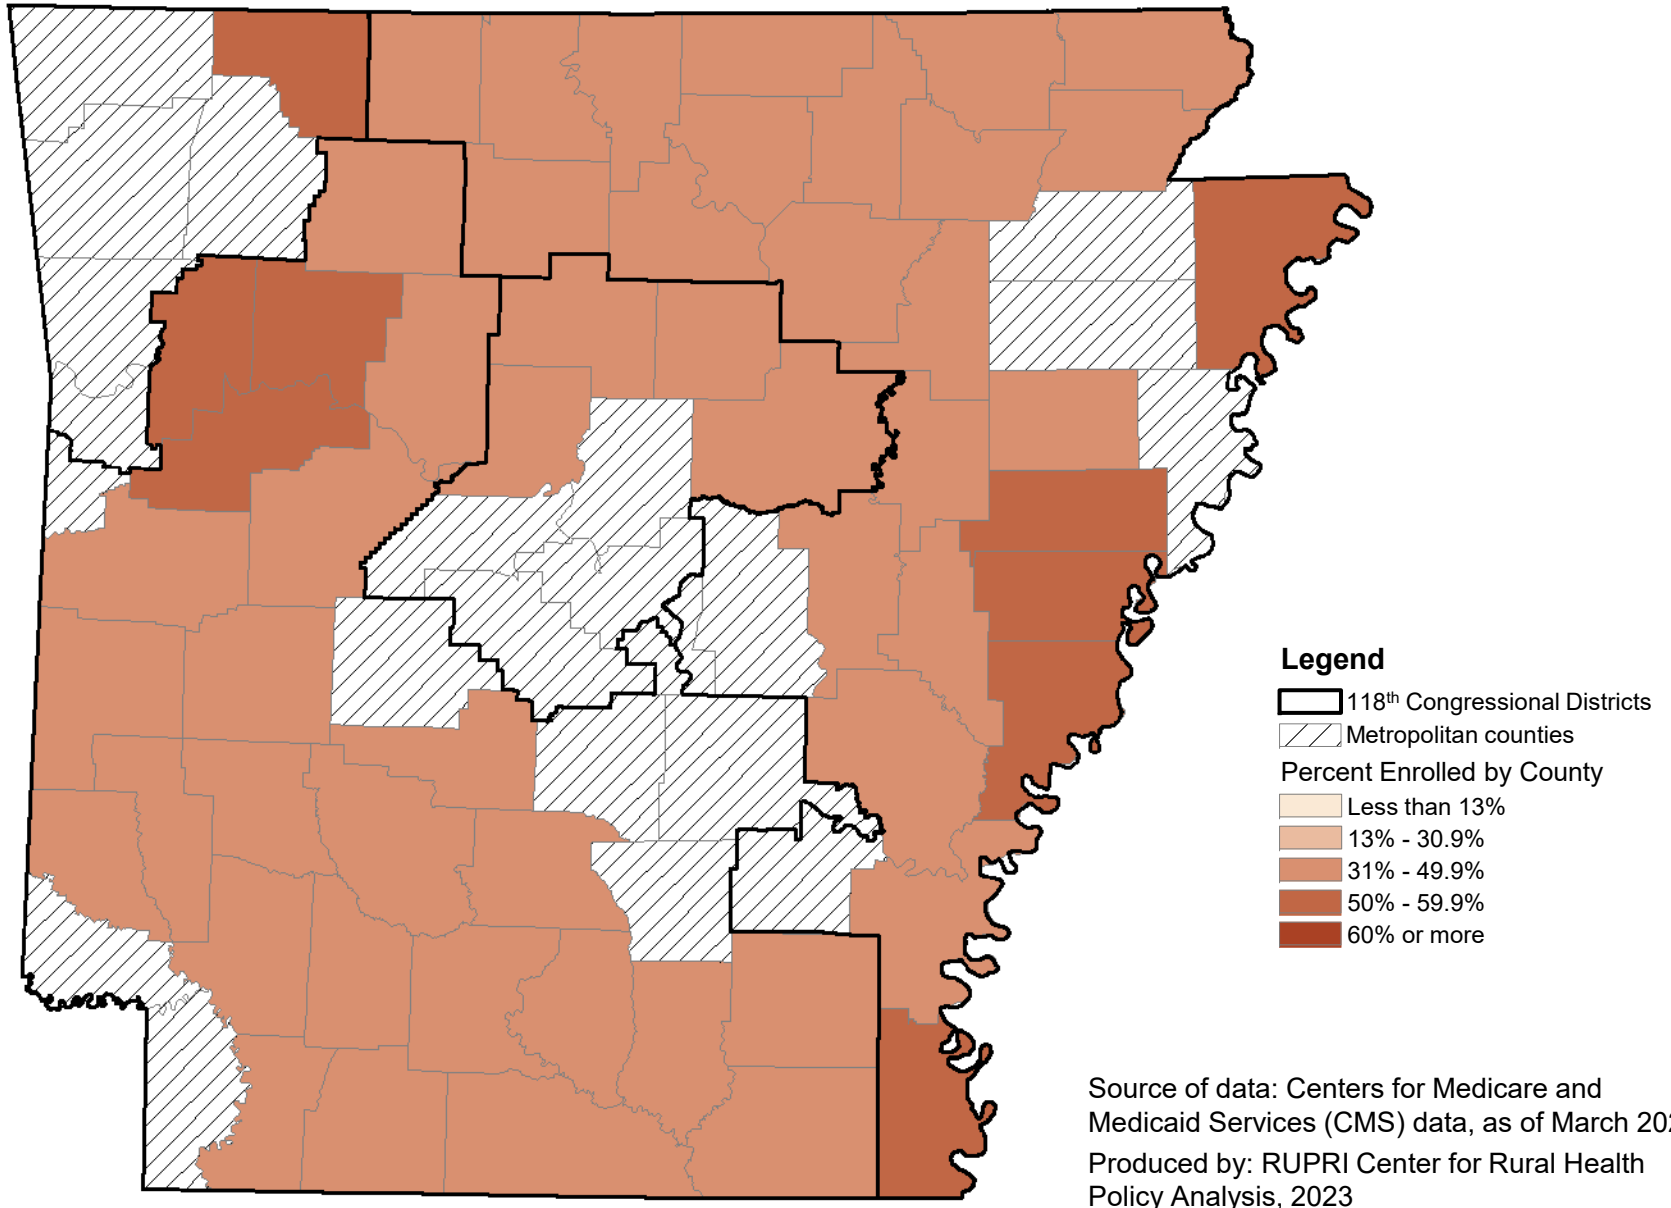 Legend
118th Congressional Districts
Metropolitan counties
Percent Enrolled by County
Less than 13%
13% - 30.9%
31% - 49.9%
50% - 59.9%
60% or more
Source of data: Centers for Medicare and
Medicaid Services (CMS) data, as of March
Produced by: RUPRI Center for Rural Health
Policy Analysis, 2023